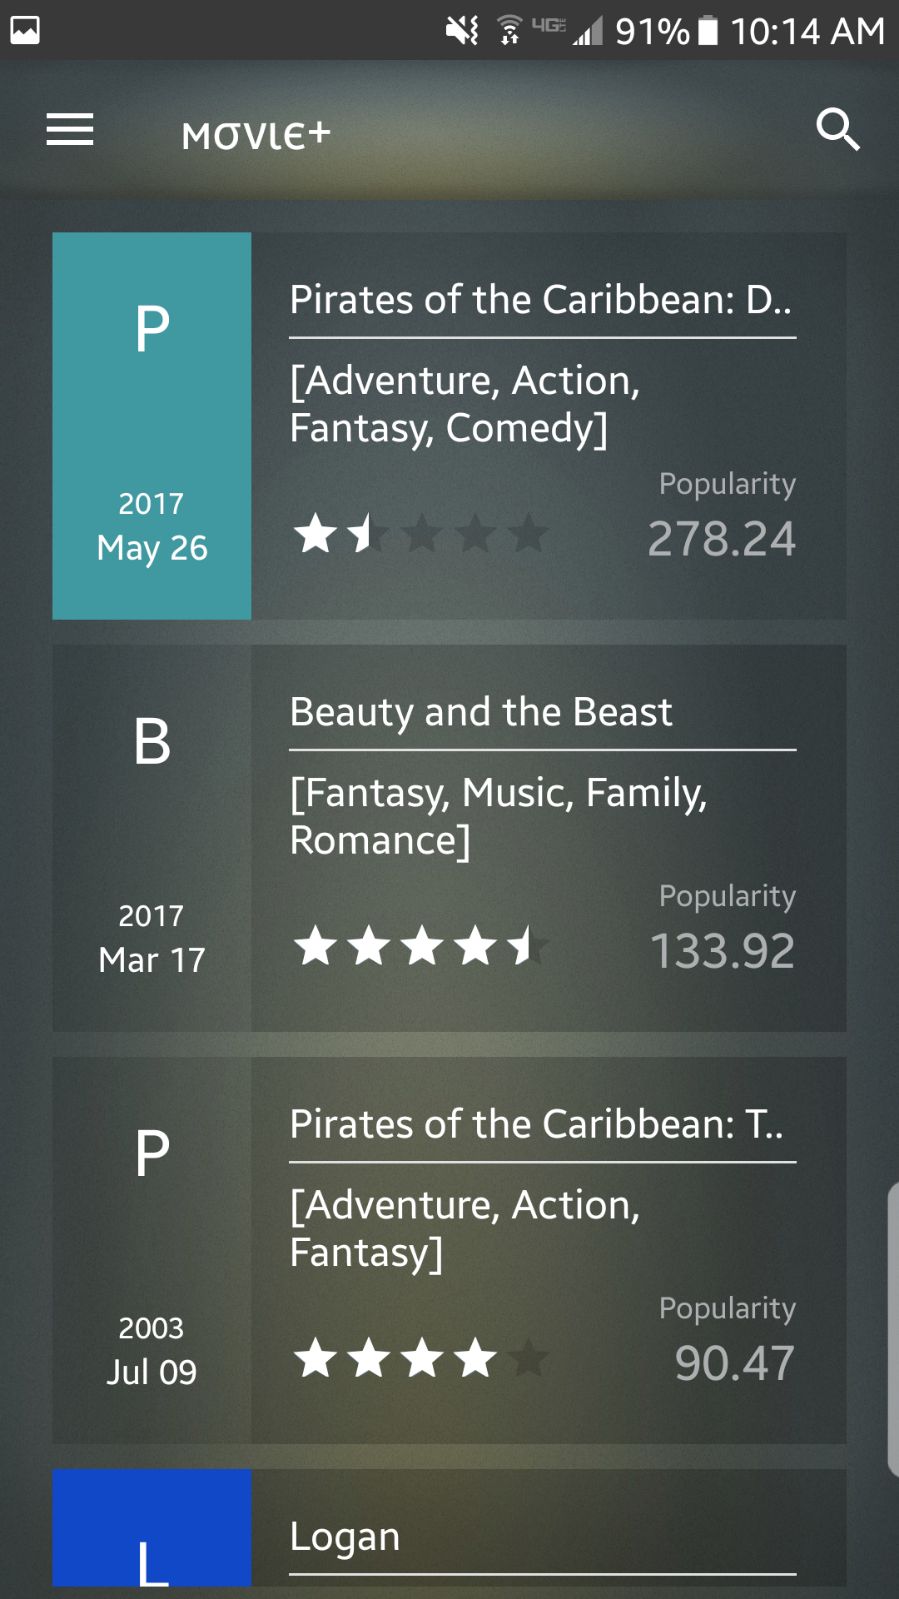 4G 91% 10:14 AM
мσνιє+
P
2017
May 26
Pirates of the Caribbean: D..
[Adventure, Action,
Fantasy, Comedy]
Popularity
278.24
B
2017
Mar 17
Beauty and the Beast
[Fantasy, Music, Family,
Romance]
Popularity
133.92
P
2003
Jul 09
Pirates of the Caribbean: T..
[Adventure, Action,
Fantasy]
Popularity
90.47
L
Logan